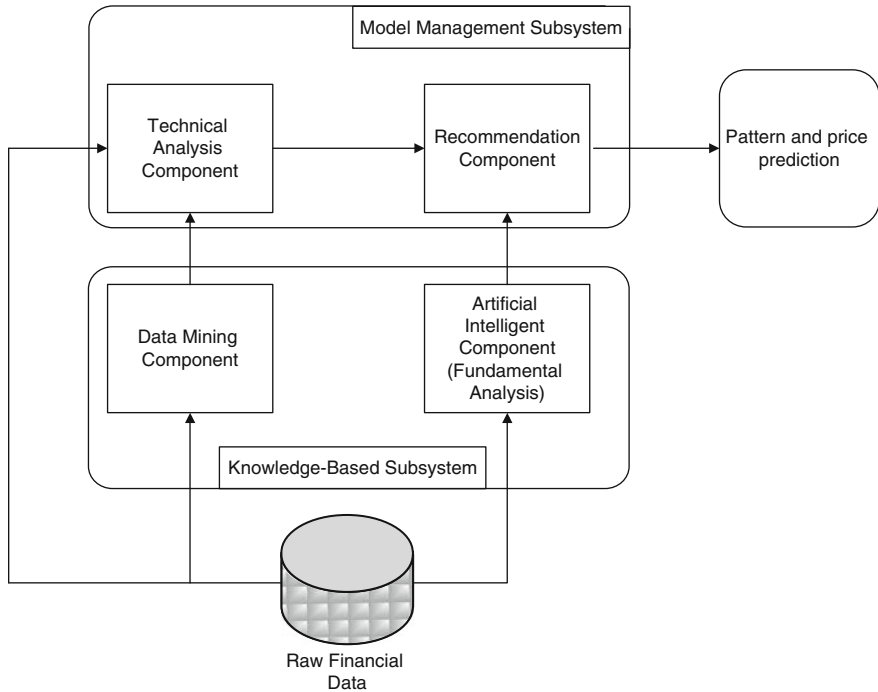 Model Management Subsystem
Technical
Analysis
Component
Recommendation
Component
Pattern and price
prediction
Data Mining
Component
Artificial
Intelligent
Component
(Fundamental
Analysis)
Knowledge-Based Subsystem
Raw Financial
Data